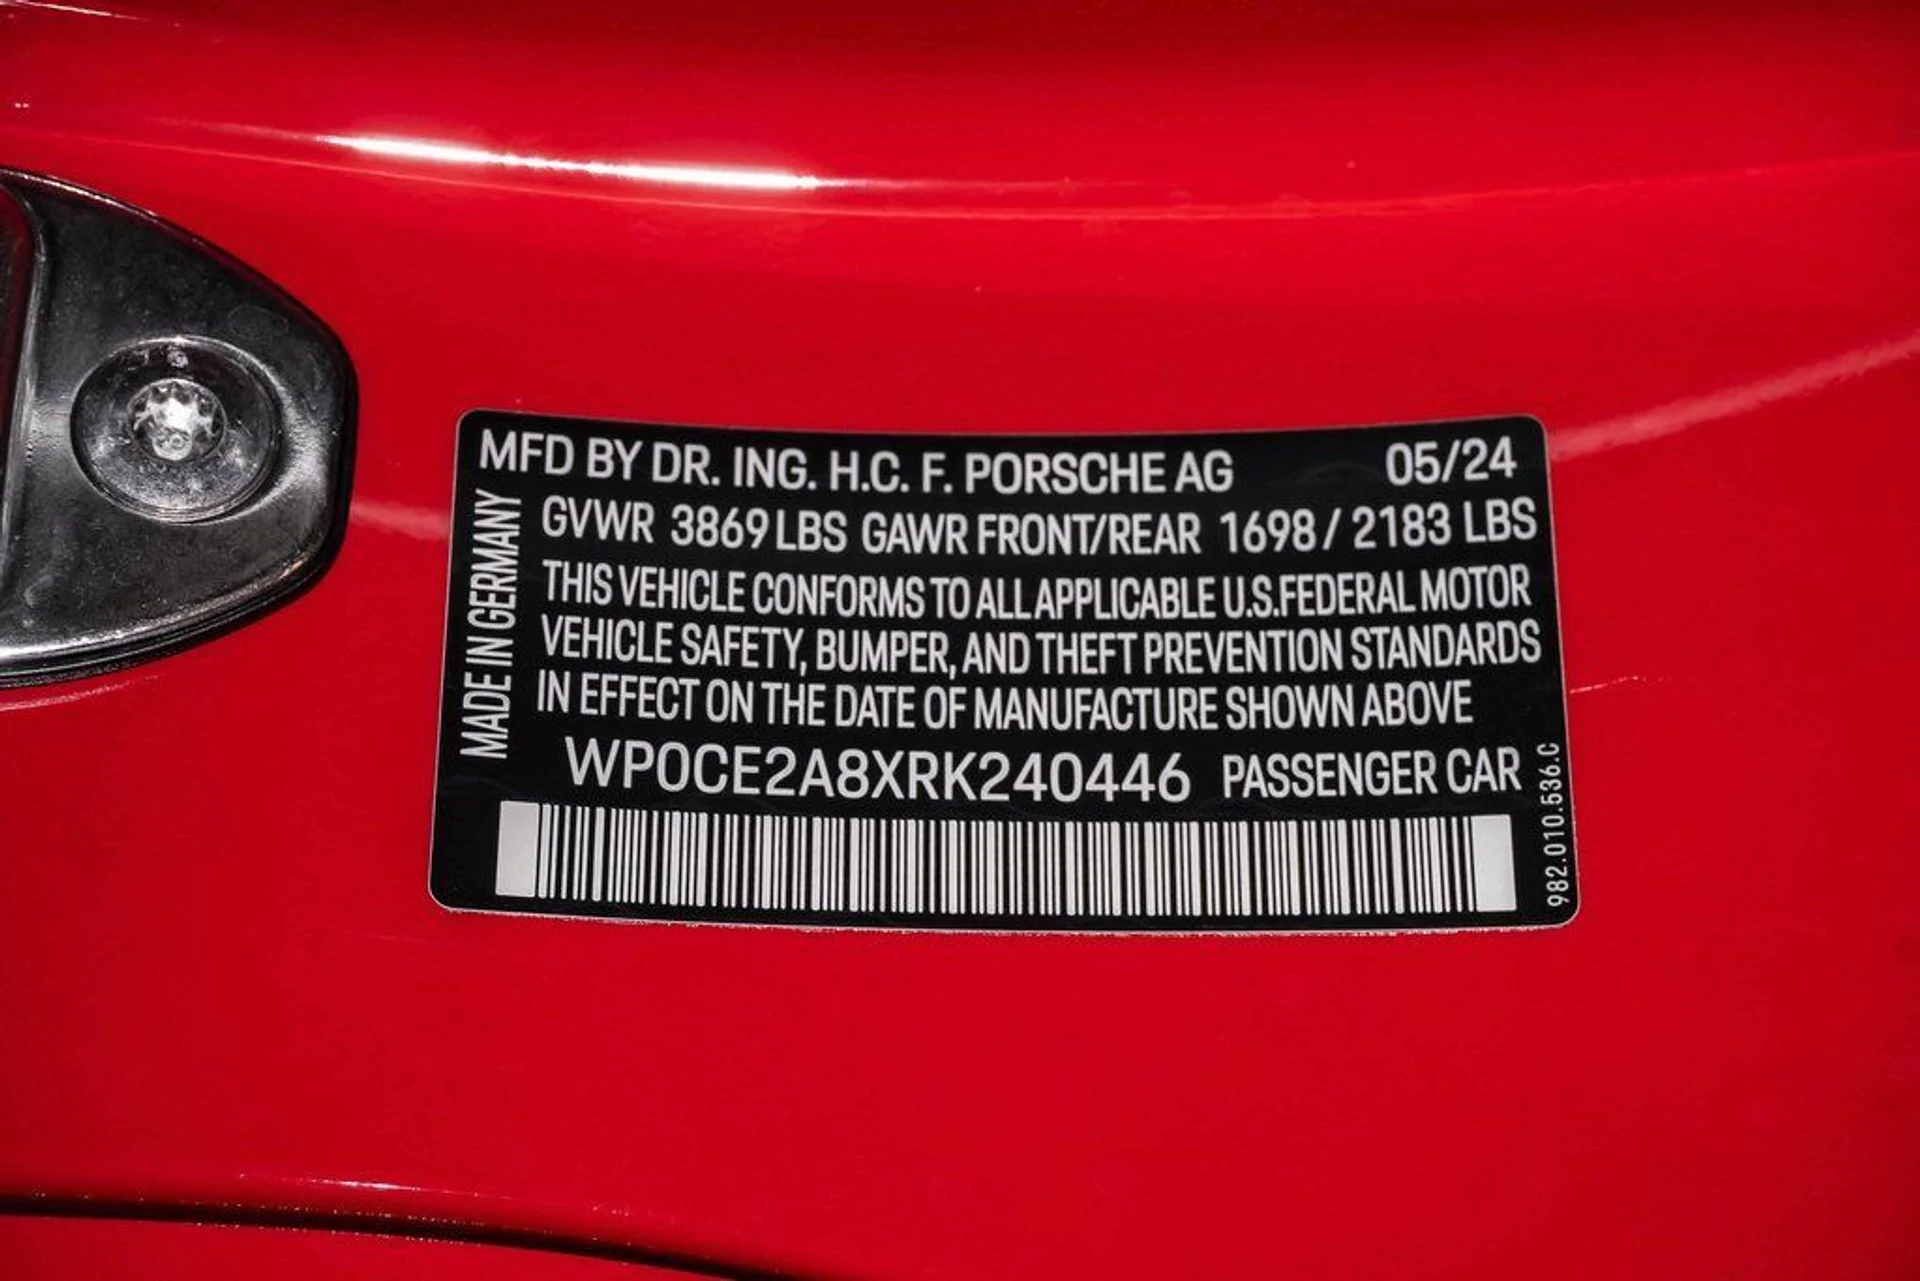 MFD BY DR. ING. H.C. F. PORSCHE AG 05/24
GVWR 3869 LBS GAWR FRONT/REAR 1698 / 2183 LBS
THIS VEHICLE CONFORMS TO ALL APPLICABLE U.S.FEDERAL MOTOR
VEHICLE SAFETY, BUMPER, AND THEFT PREVENTION STANDARDS
IN EFFECT ON THE DATE OF MANUFACTURE SHOWN ABOVE
MADE IN GERMANY
WP0CE2A8XRK240446 PASSENGER CAR
982.010.536.C